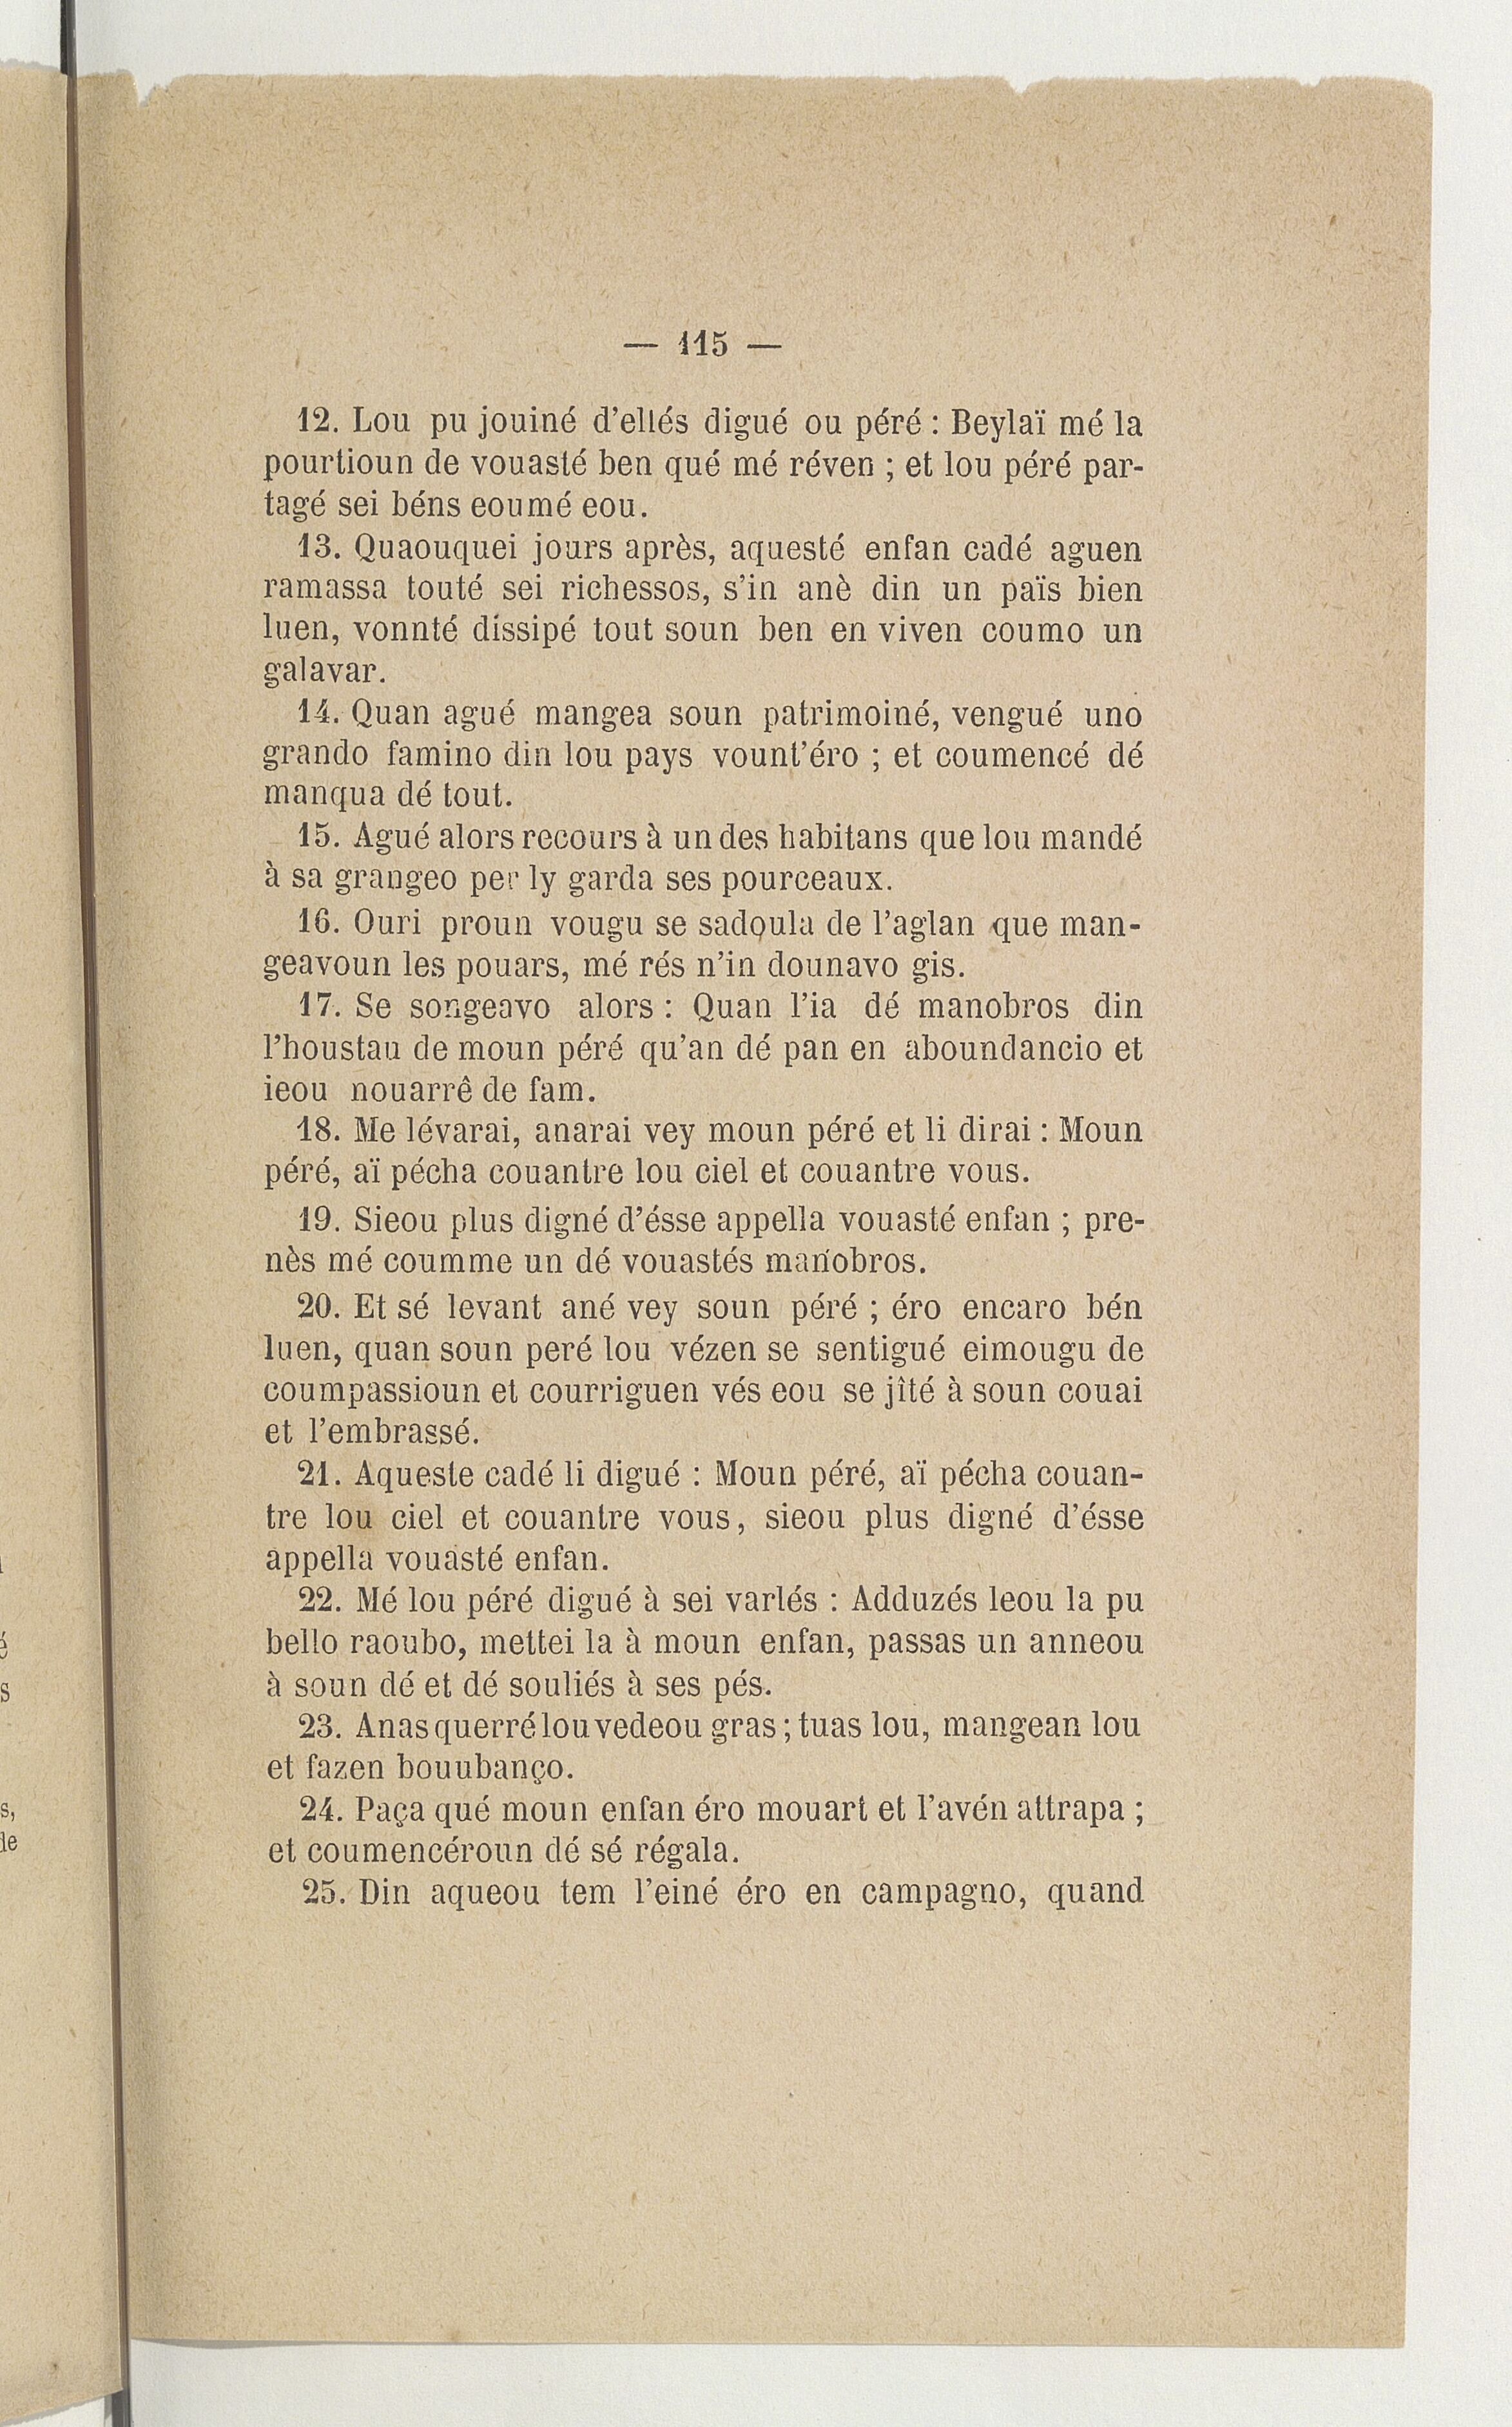 — 115 —
12. Lou pu jouiné d'ellés digué ou péré : Beylaï mé la
pourtioun de vouasté ben qué mé réven ; et lou péré par-
tagé sei béns eoumé eou.
13. Quaouquei jours après, aquesté enfan cadé aguen
ramassa touté sei richessos, s'in anè din un païs bien
luen, vonnté dissipé tout soun ben en viven coumo un
galavar.
14. Quan agué mangea soun patrimoiné, vengué uno
grando famino din lou pays vount'éro ; et coumencé dé
manqua dé tout.
15. Agué alors recours à un des habitans que lou mandé
à sa grangeo per ly garda ses pourceaux.
16. Ouri proun vougu se sadoula de l'aglan que man-
geavoun les pouars, mé rés n'in dounavo gis.
17. Se songeavo alors : Quan l'ia dé manobros din
l'houstau de moun péré qu'an dé pan en aboundancio et
ieou nouarrê de fam.
18. Me lévarai, anarai vey moun péré et li dirai : Moun
péré, aï pécha couantre lou ciel et couantre vous.
19. Sieou plus digné d'ésse appella vouasté enfan ; pre-
nès mé coumme un dé vouastés manobros.
20. Et sé levant ané vey soun péré ; éro encaro bén
luen, quan soun peré lou vézen se sentigué eimougu de
coumpassioun et courriguen vés eou se jîté à soun couai
et l'embrassé.
21. Aqueste cadé li digué : Moun péré, aï pécha couan-
tre lou ciel et couantre vous, sieou plus digné d'ésse
appella vouasté enfan.
22. Mé lou péré digué à sei varlés : Adduzés leou la pu
bello raoubo, mettei la à moun enfan, passas un anneou
à soun dé et dé souliés à ses pés.
23. Anas querré lou vedeou gras ; tuas lou, mangean lou
et fazen bouubanço.
24. Paça qué moun enfan éro mouart et l'avén attrapa ;
et coumencéroun dé sé régala.
25. Din aqueou tem l'einé éro en campagno, quand